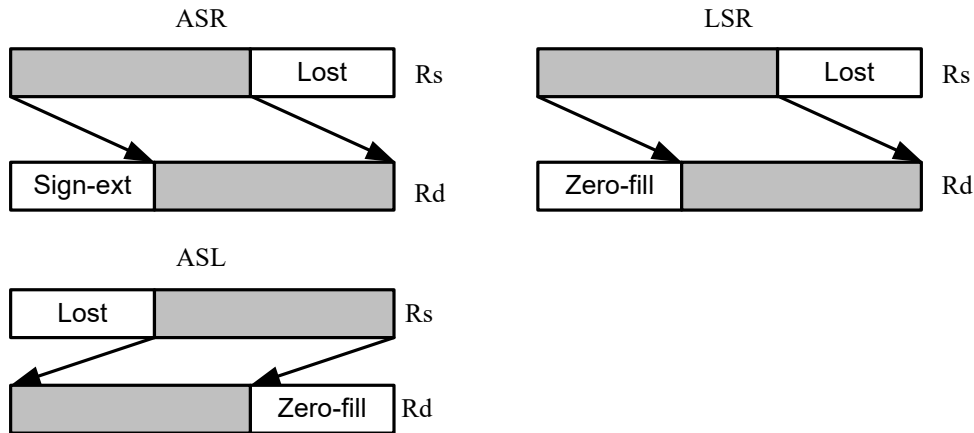 ASR
Lost Rs
Sign-ext Rd
LSR
Lost Rs
Zero-fill Rd
ASL
Lost Rs
Zero-fill Rd